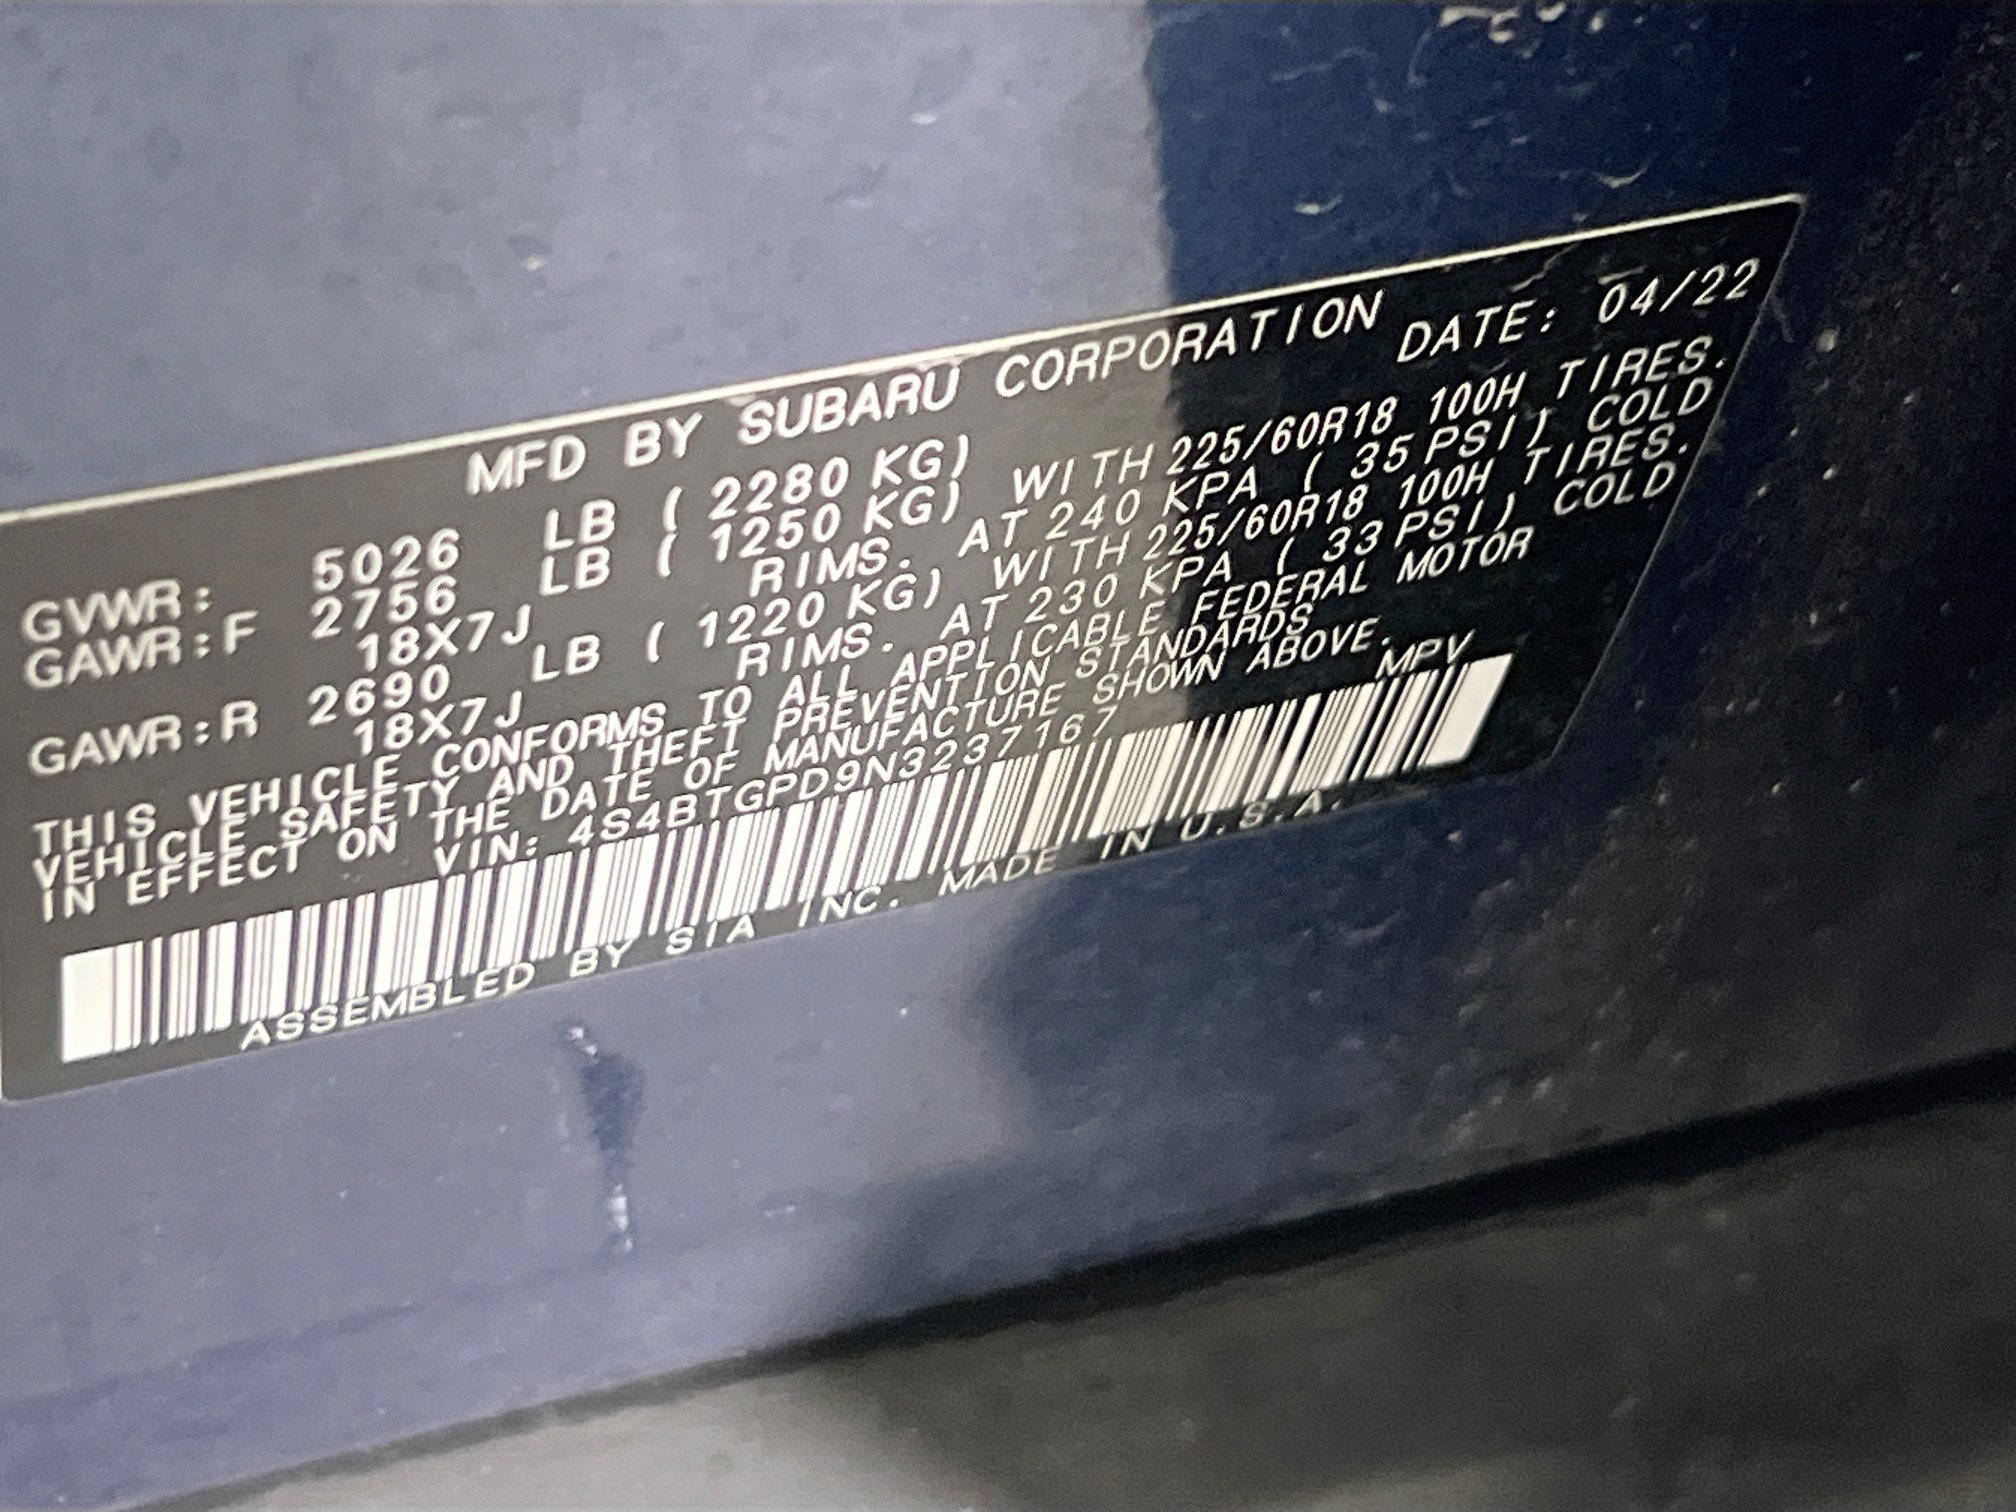 MFD BY SUBARU CORPORATION
DATE: 04/22
GVWR: 5026 LB ( 2280 KG)
GAWR:F 2756 LB ( 1250 KG) WITH 225/60R18 100H TIRES.
18X7J RIMS. AT 240 KPA ( 35 PSI) COLD
GAWR:R 2690 LB ( 1220 KG) WITH 225/60R18 100H TIRES.
18X7J RIMS. AT 230 KPA ( 33 PSI) COLD
THIS VEHICLE CONFORMS TO ALL APPLICABLE FEDERAL MOTOR
VEHICLE SAFETY AND THEFT PREVENTION STANDARDS
IN EFFECT ON THE DATE OF MANUFACTURE SHOWN ABOVE.
VIN: 4S4BTGPD9N3237167 MPV
ASSEMBLED BY SIA INC. MADE IN U.S.A.